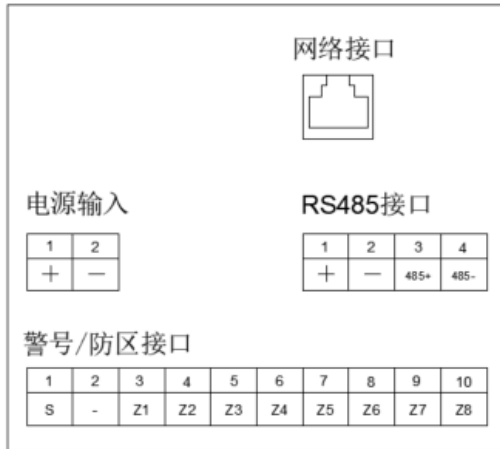 网络接口
电源输入
1 2
+ -
RS485接口
1 2 3 4
+ - 485+ 485-
警号/防区接口
1 2 3 4 5 6 7 8 9 10
S - Z1 Z2 Z3 Z4 Z5 Z6 Z7 Z8